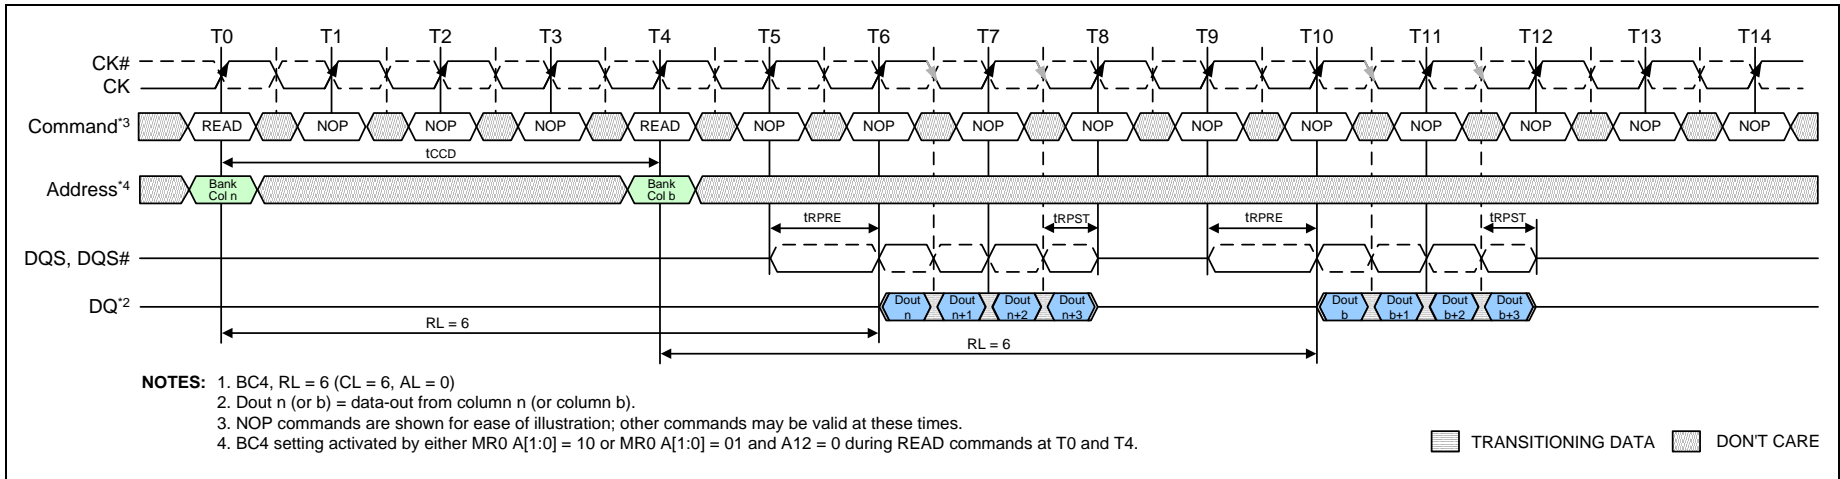 T0 T1 T2 T3 T4 T5 T6 T7 T8 T9 T10 T11 T12 T13 T14
CK#
CK
Command*3 READ NOP NOP NOP READ NOP NOP NOP NOP NOP NOP NOP NOP NOP NOP
tCCD
Address*4 Bank Col n Bank Col b
tRPRE tRPST tRPRE tRPST
DQS, DQS#
DQ*2 Dout n Dout n+1 Dout n+2 Dout n+3 Dout b Dout b+1 Dout b+2 Dout b+3
RL = 6
RL = 6
NOTES: 1. BC4, RL = 6 (CL = 6, AL = 0)
2. Dout n (or b) = data-out from column n (or column b).
3. NOP commands are shown for ease of illustration; other commands may be valid at these times.
4. BC4 setting activated by either MR0 A[1:0] = 10 or MR0 A[1:0] = 01 and A12 = 0 during READ commands at T0 and T4.
TRANSITIONING DATA DON'T CARE